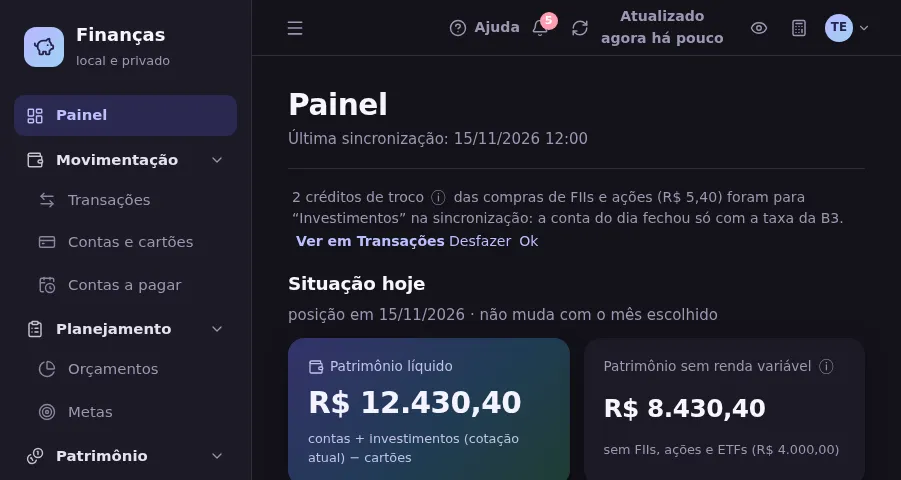 Finanças
local e privado
Painel
Movimentação
Transações
Contas e cartões
Contas a pagar
Planejamento
Orçamentos
Metas
Patrimônio
Ajuda
5
Atualizado
agora há pouco
TE
Painel
Última sincronização: 15/11/2026 12:00
2 créditos de troco ⓘ das compras de FIIs e ações (R$ 5,40) foram para
“Investimentos” na sincronização: a conta do dia fechou só com a taxa da B3.
Ver em Transações Desfazer Ok
Situação hoje
posição em 15/11/2026 · não muda com o mês escolhido
Patrimônio líquido
R$ 12.430,40
contas + investimentos (cotação
atual) − cartões
Patrimônio sem renda variável ⓘ
R$ 8.430,40
sem FIIs, ações e ETFs (R$ 4.000,00)